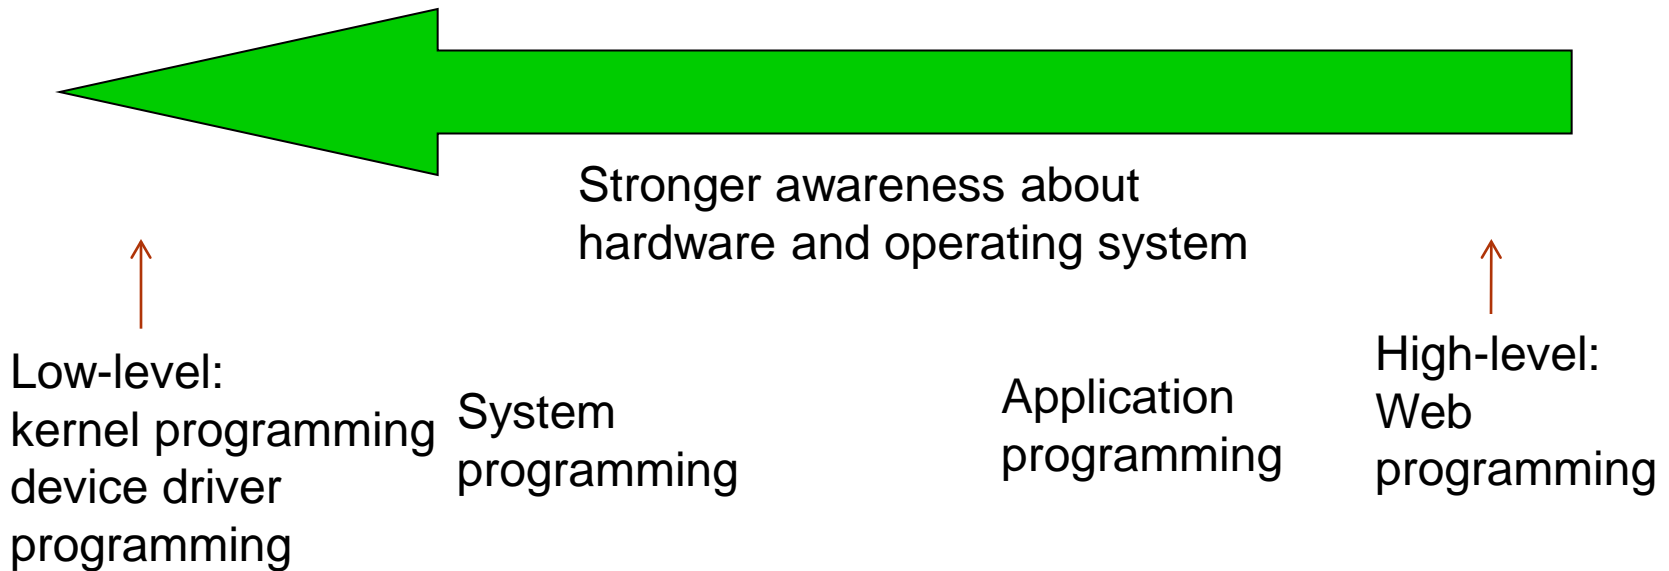 Stronger awareness about
hardware and operating system
Low-level:
kernel programming
device driver
programming
System
programming
Application
programming
High-level:
Web
programming